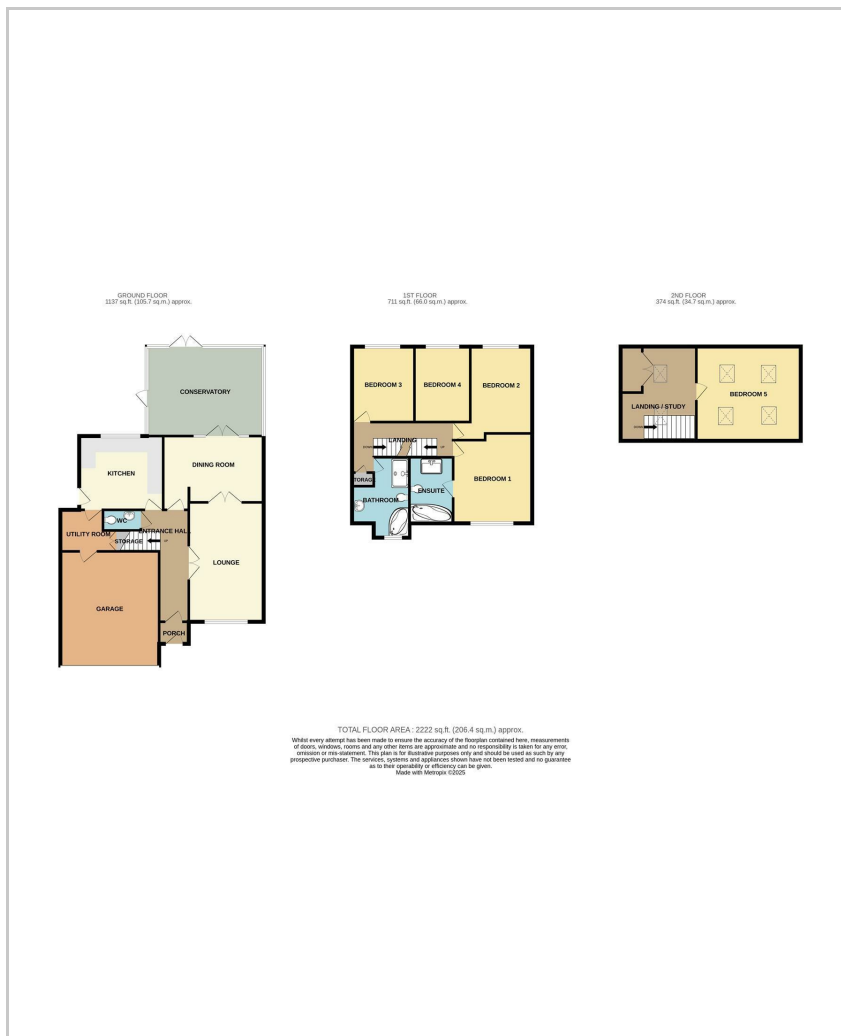 GROUND FLOOR
1137 sq.ft. (105.7 sq.m.) approx.
1ST FLOOR
711 sq.ft. (66.0 sq.m.) approx.
2ND FLOOR
374 sq.ft. (34.7 sq.m.) approx.
CONSERVATORY
KITCHEN
DINING ROOM
WC
ENTRANCE HALL
UTILITY ROOM
STORAGE
UP
LOUNGE
GARAGE
PORCH
BEDROOM 3
BEDROOM 4
BEDROOM 2
LANDING
DOWN
UP
STORAGE
BATHROOM
ENSUITE
BEDROOM 1
LANDING / STUDY
DOWN
BEDROOM 5
TOTAL FLOOR AREA : 2222 sq.ft. (206.4 sq.m.) approx.
Whilst every attempt has been made to ensure the accuracy of the floorplan contained here, measurements
of doors, windows, rooms and any other items are approximate and no responsibility is taken for any error,
omission or mis-statement. This plan is for illustrative purposes only and should be used as such by any
prospective purchaser. The services, systems and appliances shown have not been tested and no guarantee
as to their operability or efficiency can be given.
Made with Metropix ©2025